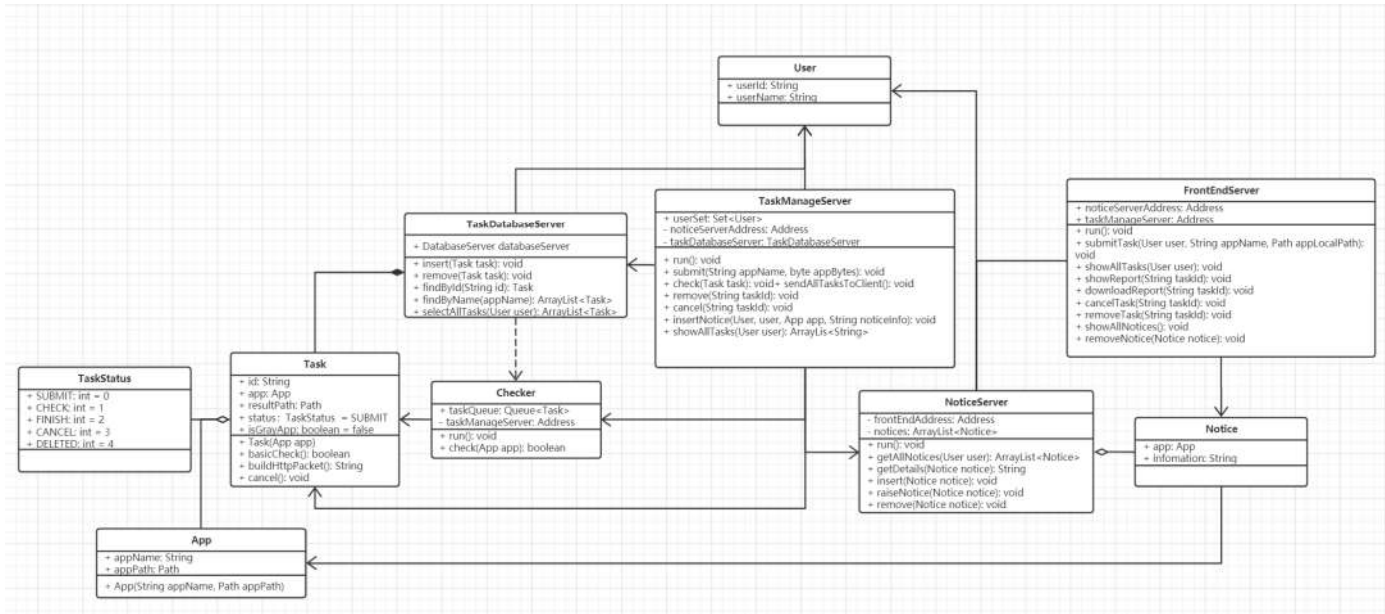 User
+ userId: String
+ userName: String
TaskDatabaseServer
+ DatabaseServer databaseServer
+ insert(Task task): void
+ remove(Task task): void
+ findById(String id): Task
+ findByName(appName): ArrayList<Task>
+ selectAllTasks(User user): ArrayList<Task>
TaskManageServer
+ userSet: Set<User>
- noticeServerAddress: Address
- taskDatabaseServer: TaskDatabaseServer
+ run(): void
+ submit(String appName, byte appBytes): void
+ check(Task task): void+ sendAllTasksToClient(): void
+ remove(String taskId): void
+ cancel(String taskId): void
+ insertNotice(User, user, App app, String noticeInfo): void
+ showAllTasks(User user): ArrayLis<String>
FrontEndServer
+ noticeServerAddress: Address
+ taskManageServer: Address
+ run(): void
+ submitTask(User user, String appName, Path appLocalPath):
void
+ showAllTasks(User user): void
+ showReport(String taskId): void
+ downloadReport(String taskId): void
+ cancelTask(String taskId): void
+ removeTask(String taskId): void
+ showAllNotices(): void
+ removeNotice(Notice notice): void
TaskStatus
+ SUBMIT: int = 0
+ CHECK: int = 1
+ FINISH: int = 2
+ CANCEL: int = 3
+ DELETED: int = 4
Task
+ id: String
+ app: App
+ resultPath: Path
+ status: TaskStatus = SUBMIT
+ isGrayApp: boolean = false
+ Task(App app)
+ basicCheck(): boolean
+ buildHttpPacket(): String
+ cancel(): void
Checker
+ taskQueue: Queue<Task>
- taskManageServer: Address
+ run(): void
+ check(App app): boolean
NoticeServer
- frontEndAddress: Address
- notices: ArrayList<Notice>
+ run(): void
+ getAllNotices(User user): ArrayList<Notice>
+ getDetails(Notice notice): String
+ insert(Notice notice): void
+ raiseNotice(Notice notice): void
+ remove(Notice notice): void
Notice
+ app: App
+ infomation: String
App
+ appName: String
+ appPath: Path
+ App(String appName, Path appPath)